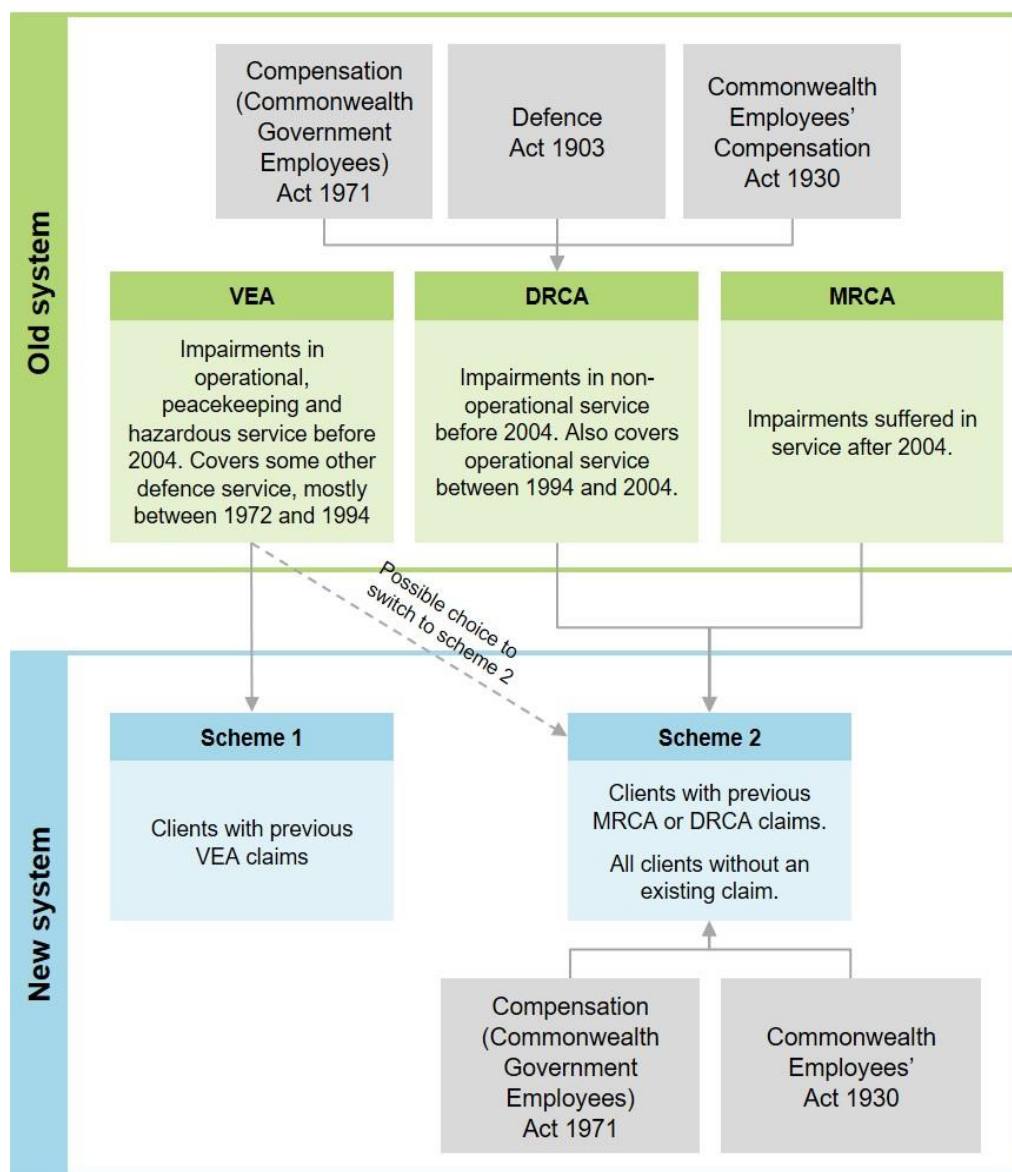 Old system
Compensation
(Commonwealth
Government
Employees)
Act 1971
Defence
Act 1903
Commonwealth
Employees’
Compensation
Act 1930
VEA
Impairments in
operational,
peacekeeping and
hazardous service before
2004. Covers some other
defence service, mostly
between 1972 and 1994
DRCA
Impairments in non-
operational service
before 2004. Also covers
operational service
between 1994 and 2004.
MRCA
Impairments suffered in
service after 2004.
Possible choice to
switch to scheme 2
New system
Scheme 1
Clients with previous
VEA claims
Scheme 2
Clients with previous
MRCA or DRCA claims.
All clients without an
existing claim.
Compensation
(Commonwealth
Government
Employees)
Act 1971
Commonwealth
Employees’
Act 1930